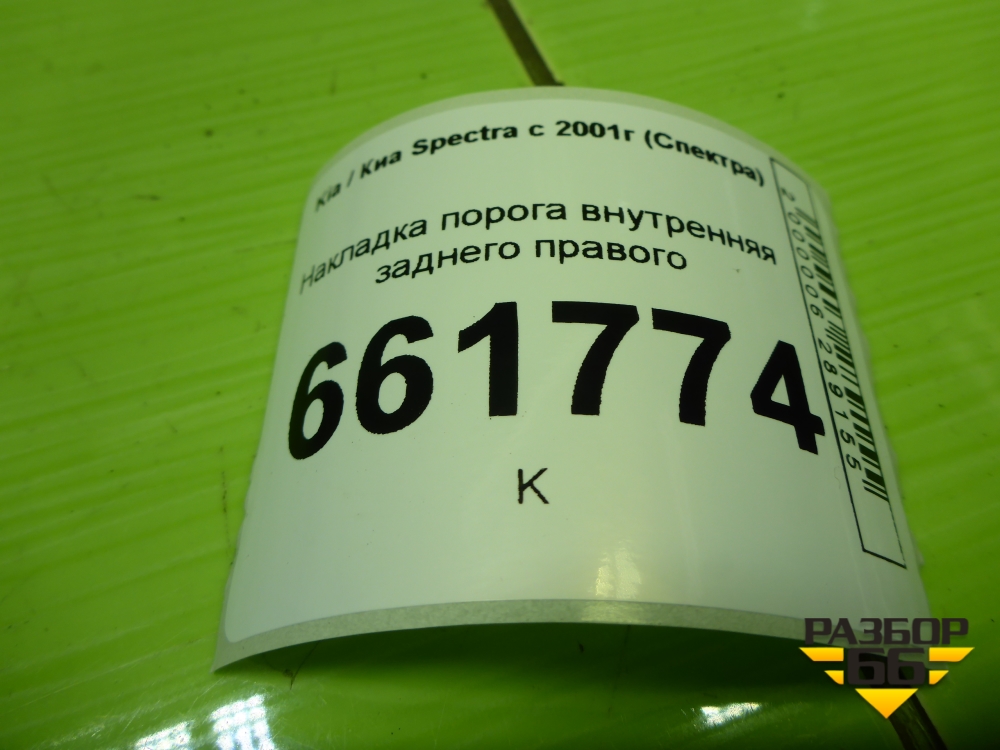 Kia / Киа Spectra с 2001г (Спектра)
Накладка порога внутренняя
заднего правого
661774
К
2000006289155
РАЗБОР
66